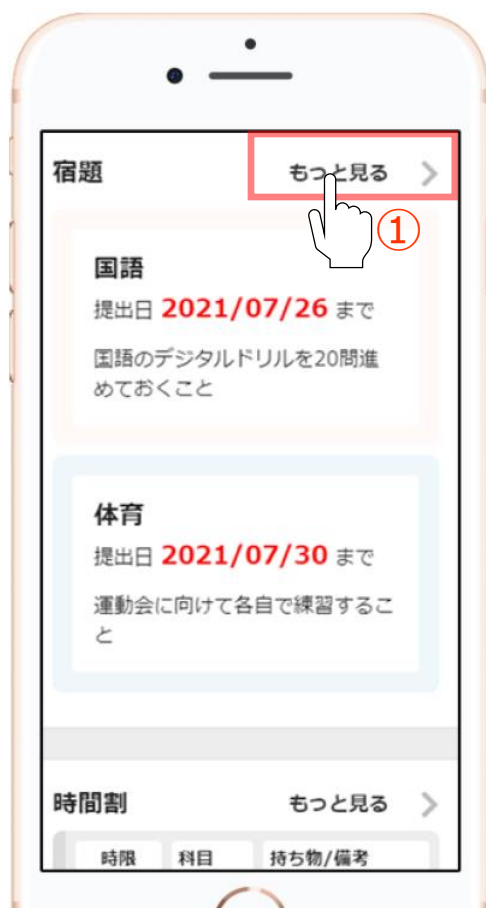 宿題 もっと見る
①
国語
提出日 2021/07/26 まで
国語のデジタルドリルを20問進
めておくこと
体育
提出日 2021/07/30 まで
運動会に向けて各自で練習するこ
と
時間割 もっと見る
時限 科目 持ち物/備考